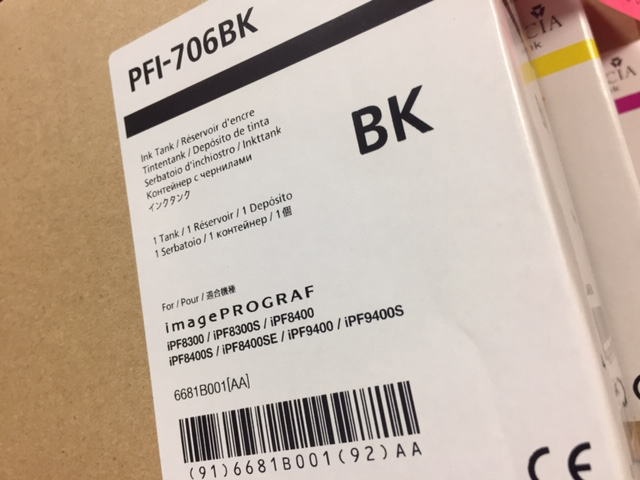 PFI-706BK
BK
Ink Tank / Réservoir d'encre
Tintentank / Depósito de tinta
Serbatoio d'inchiostro / Inkttank
Контейнер с чернилами
インクタンク
1 Tank / 1 Réservoir / 1 Depósito
1 Serbatoio / 1 контейнер / 1個
For / Pour / 適合機種
imagePROGRAF
iPF8300 / iPF8300S / iPF8400
iPF8400S / iPF8400SE / iPF9400 / iPF9400S
6681B001[AA]
(91)6681B001(92)AA
CE
CIA
CIA